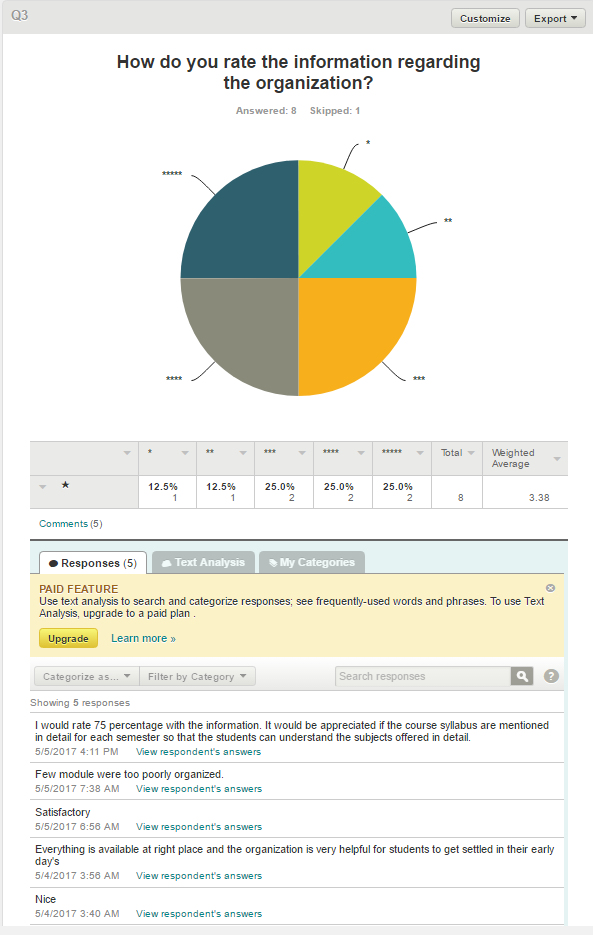 Q3
Customize
Export
How do you rate the information regarding
the organization?
Answered: 8 Skipped: 1
*
*****
**
****
***
* ** *** **** ***** Total Weighted
Average
★ 12.5% 12.5% 25.0% 25.0% 25.0%
1 1 2 2 2 8 3.38
Comments (5)
Responses (5) Text Analysis My Categories
PAID FEATURE
Use text analysis to search and categorize responses; see frequently-used words and phrases. To use Text
Analysis, upgrade to a paid plan .
Upgrade Learn more »
Categorize as... Filter by Category Search responses ?
Showing 5 responses
I would rate 75 percentage with the information. It would be appreciated if the course syllabus are mentioned
in detail for each semester so that the students can understand the subjects offered in detail.
5/5/2017 4:11 PM View respondent's answers
Few module were too poorly organized.
5/5/2017 7:38 AM View respondent's answers
Satisfactory
5/5/2017 6:56 AM View respondent's answers
Everything is available at right place and the organization is very helpful for students to get settled in their early
day's
5/4/2017 3:56 AM View respondent's answers
Nice
5/4/2017 3:40 AM View respondent's answers